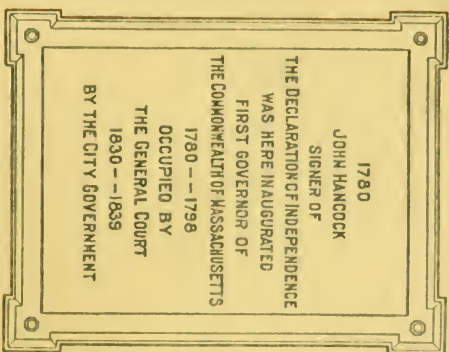 1780
JOHN HANCOCK
SIGNER OF
THE DECLARATION OF INDEPENDENCE
WAS HERE INAUGURATED
FIRST GOVERNOR OF
THE COMMONWEALTH OF MASSACHUSETTS
1780--1798
OCCUPIED BY
THE GENERAL COURT
1830--1839
BY THE CITY GOVERNMENT